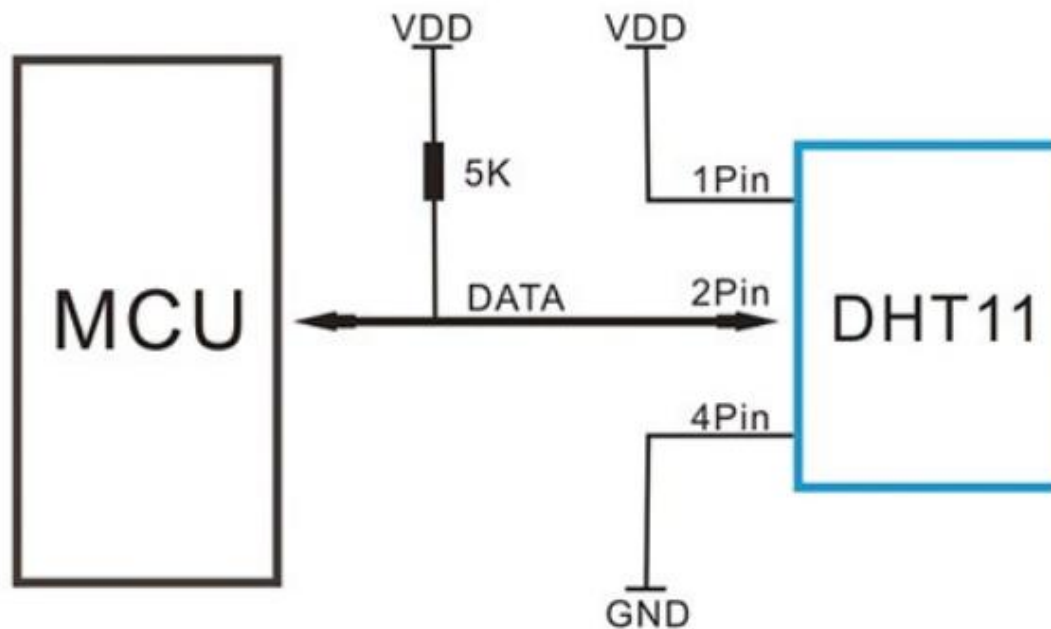 VDD VDD
5K
1Pin
MCU
DATA
2Pin
DHT11
4Pin
GND